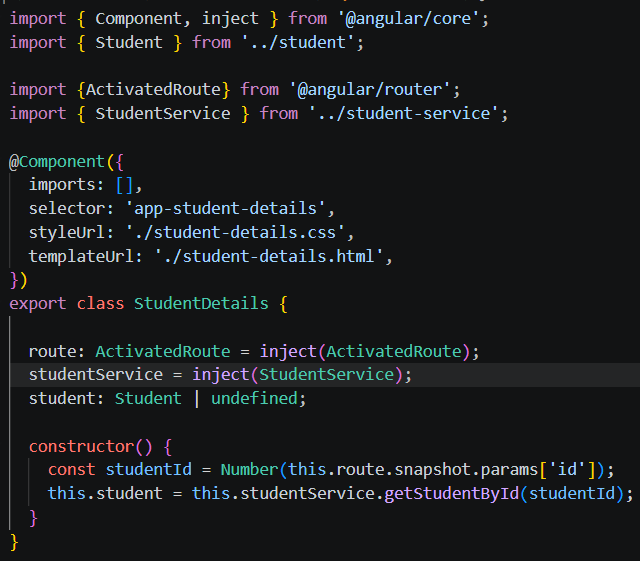 import { Component, inject } from '@angular/core';
import { Student } from '../student';
import {ActivatedRoute} from '@angular/router';
import { StudentService } from '../student-service';
@Component({
  imports: [],
  selector: 'app-student-details',
  styleUrl: './student-details.css',
  templateUrl: './student-details.html',
})
export class StudentDetails {
  route: ActivatedRoute = inject(ActivatedRoute);
  studentService = inject(StudentService);
  student: Student | undefined;
  constructor() {
    const studentId = Number(this.route.snapshot.params['id']);
    this.student = this.studentService.getStudentById(studentId);
  }
}